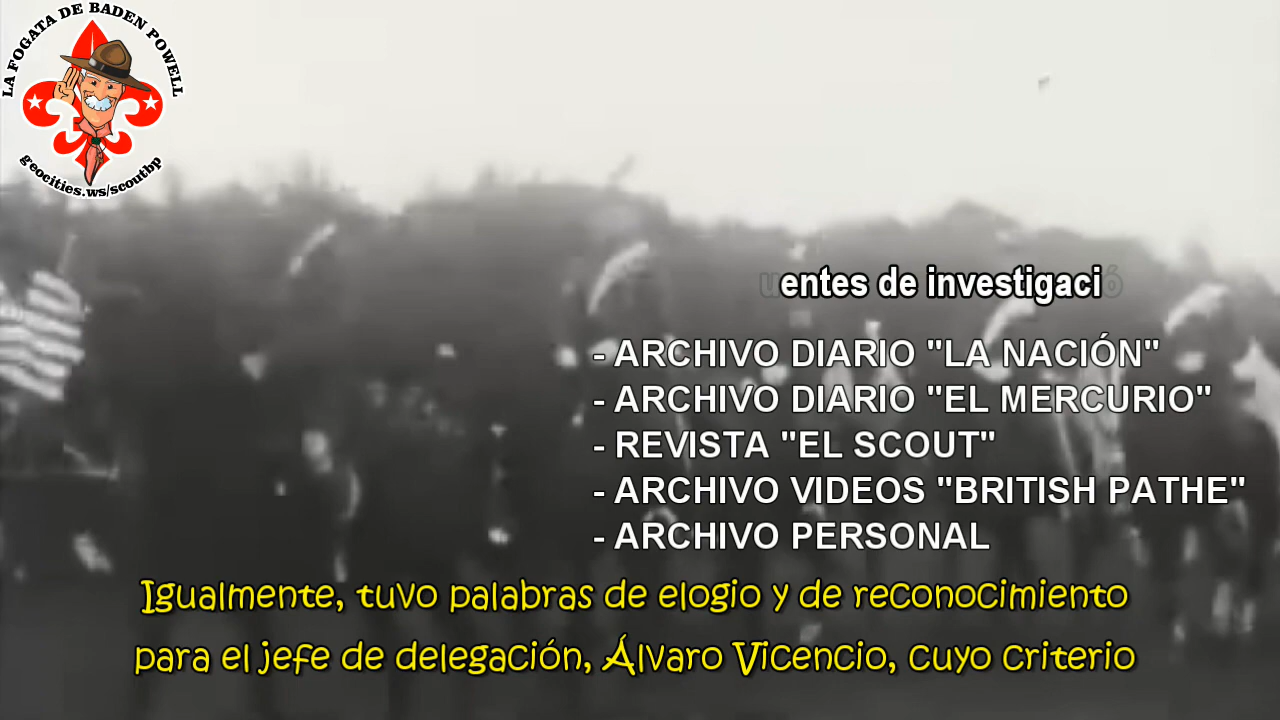 LA FOGATA DE BADEN POWELL
geocities.ws/scoutbp
uentes de investigació
- ARCHIVO DIARIO "LA NACIÓN"
- ARCHIVO DIARIO "EL MERCURIO"
- REVISTA "EL SCOUT"
- ARCHIVO VIDEOS "BRITISH PATHE"
- ARCHIVO PERSONAL
Igualmente, tuvo palabras de elogio y de reconocimiento
para el jefe de delegación, Álvaro Vicencio, cuyo criterio